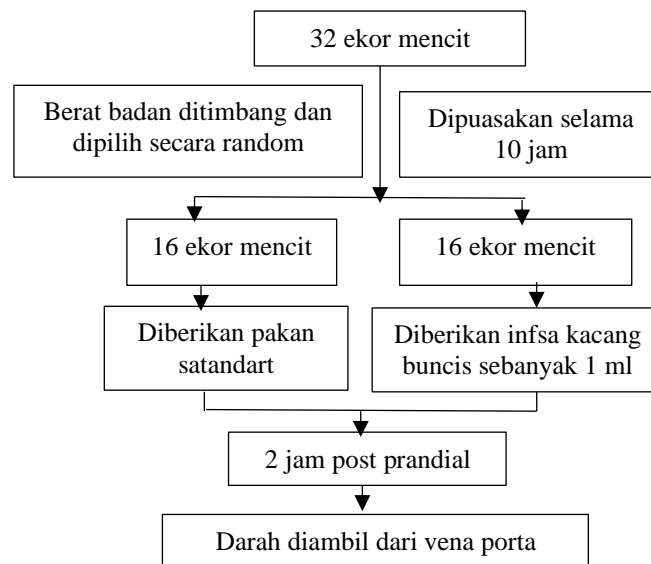 32 ekor mencit
Berat badan ditimbang dan
dipilih secara random
Dipuasakan selama
10 jam
16 ekor mencit
16 ekor mencit
Diberikan pakan
satandart
Diberikan infsa kacang
buncis sebanyak 1 ml
2 jam post prandial
Darah diambil dari vena porta